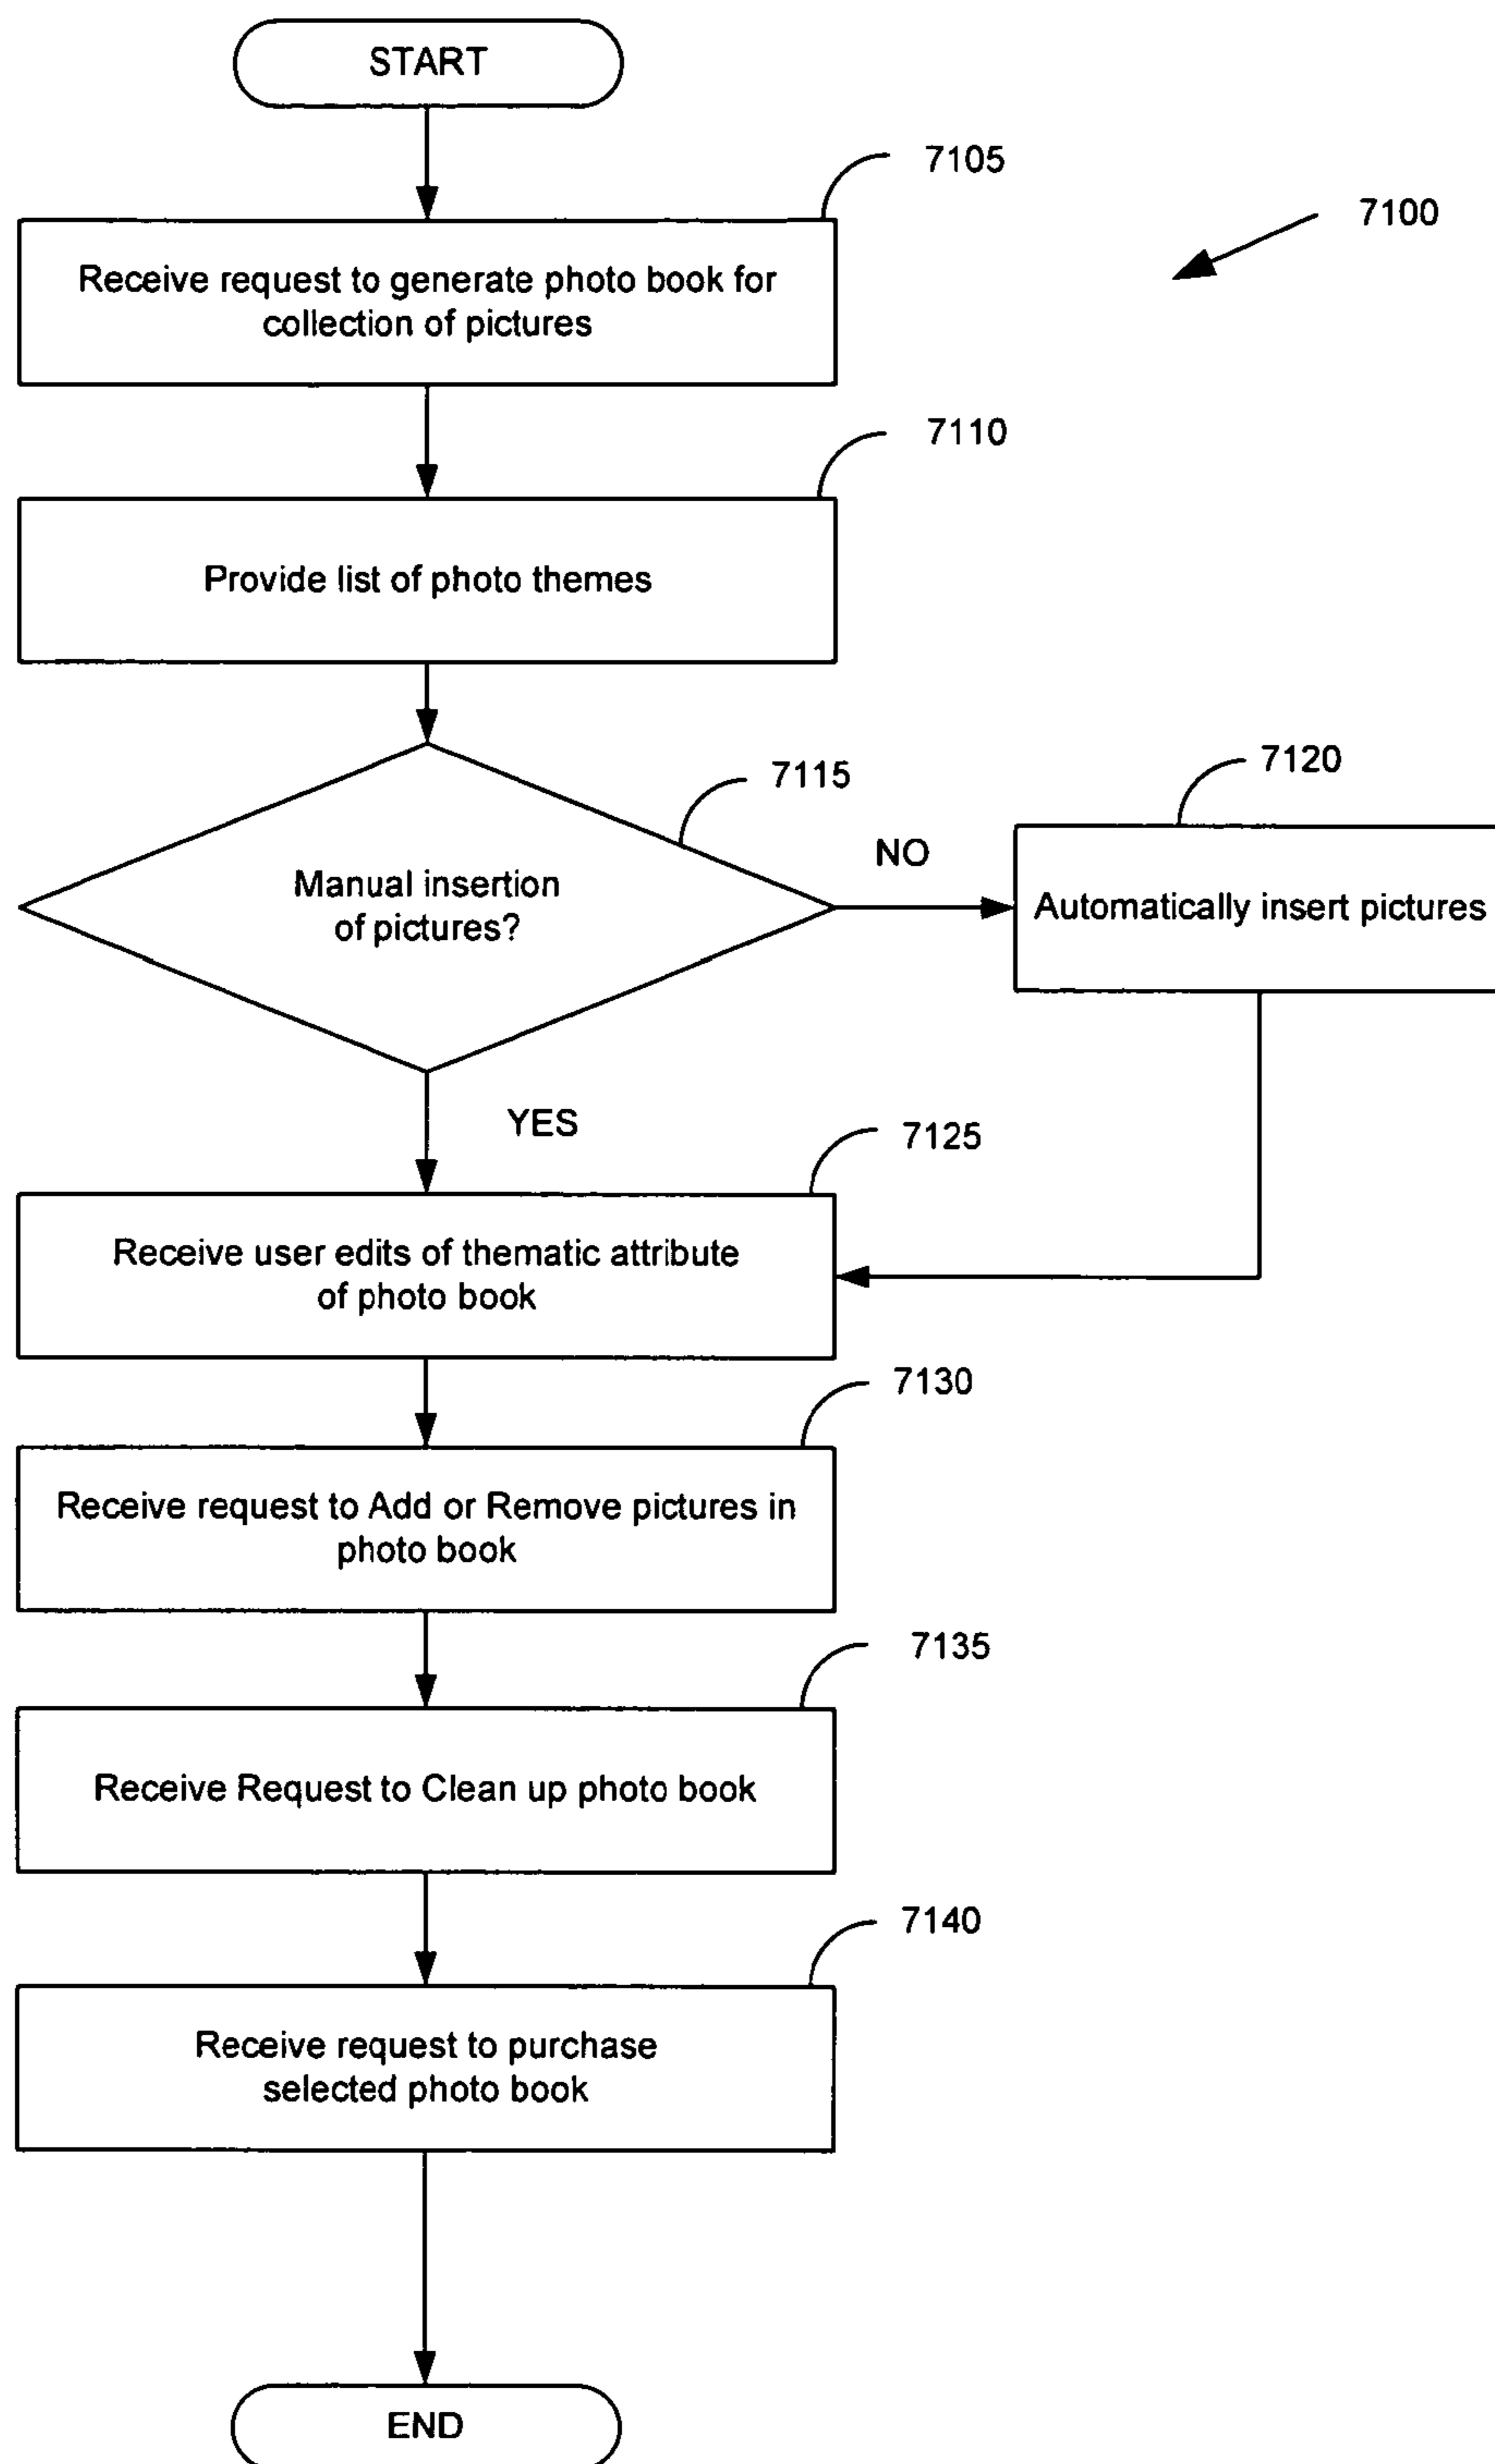 START
7105
7100
Receive request to generate photo book for
collection of pictures
7110
Provide list of photo themes
7115
7120
Manual insertion
of pictures?
NO
Automatically insert pictures
YES
7125
Receive user edits of thematic attribute
of photo book
7130
Receive request to Add or Remove pictures in
photo book
7135
Receive Request to Clean up photo book
7140
Receive request to purchase
selected photo book
END